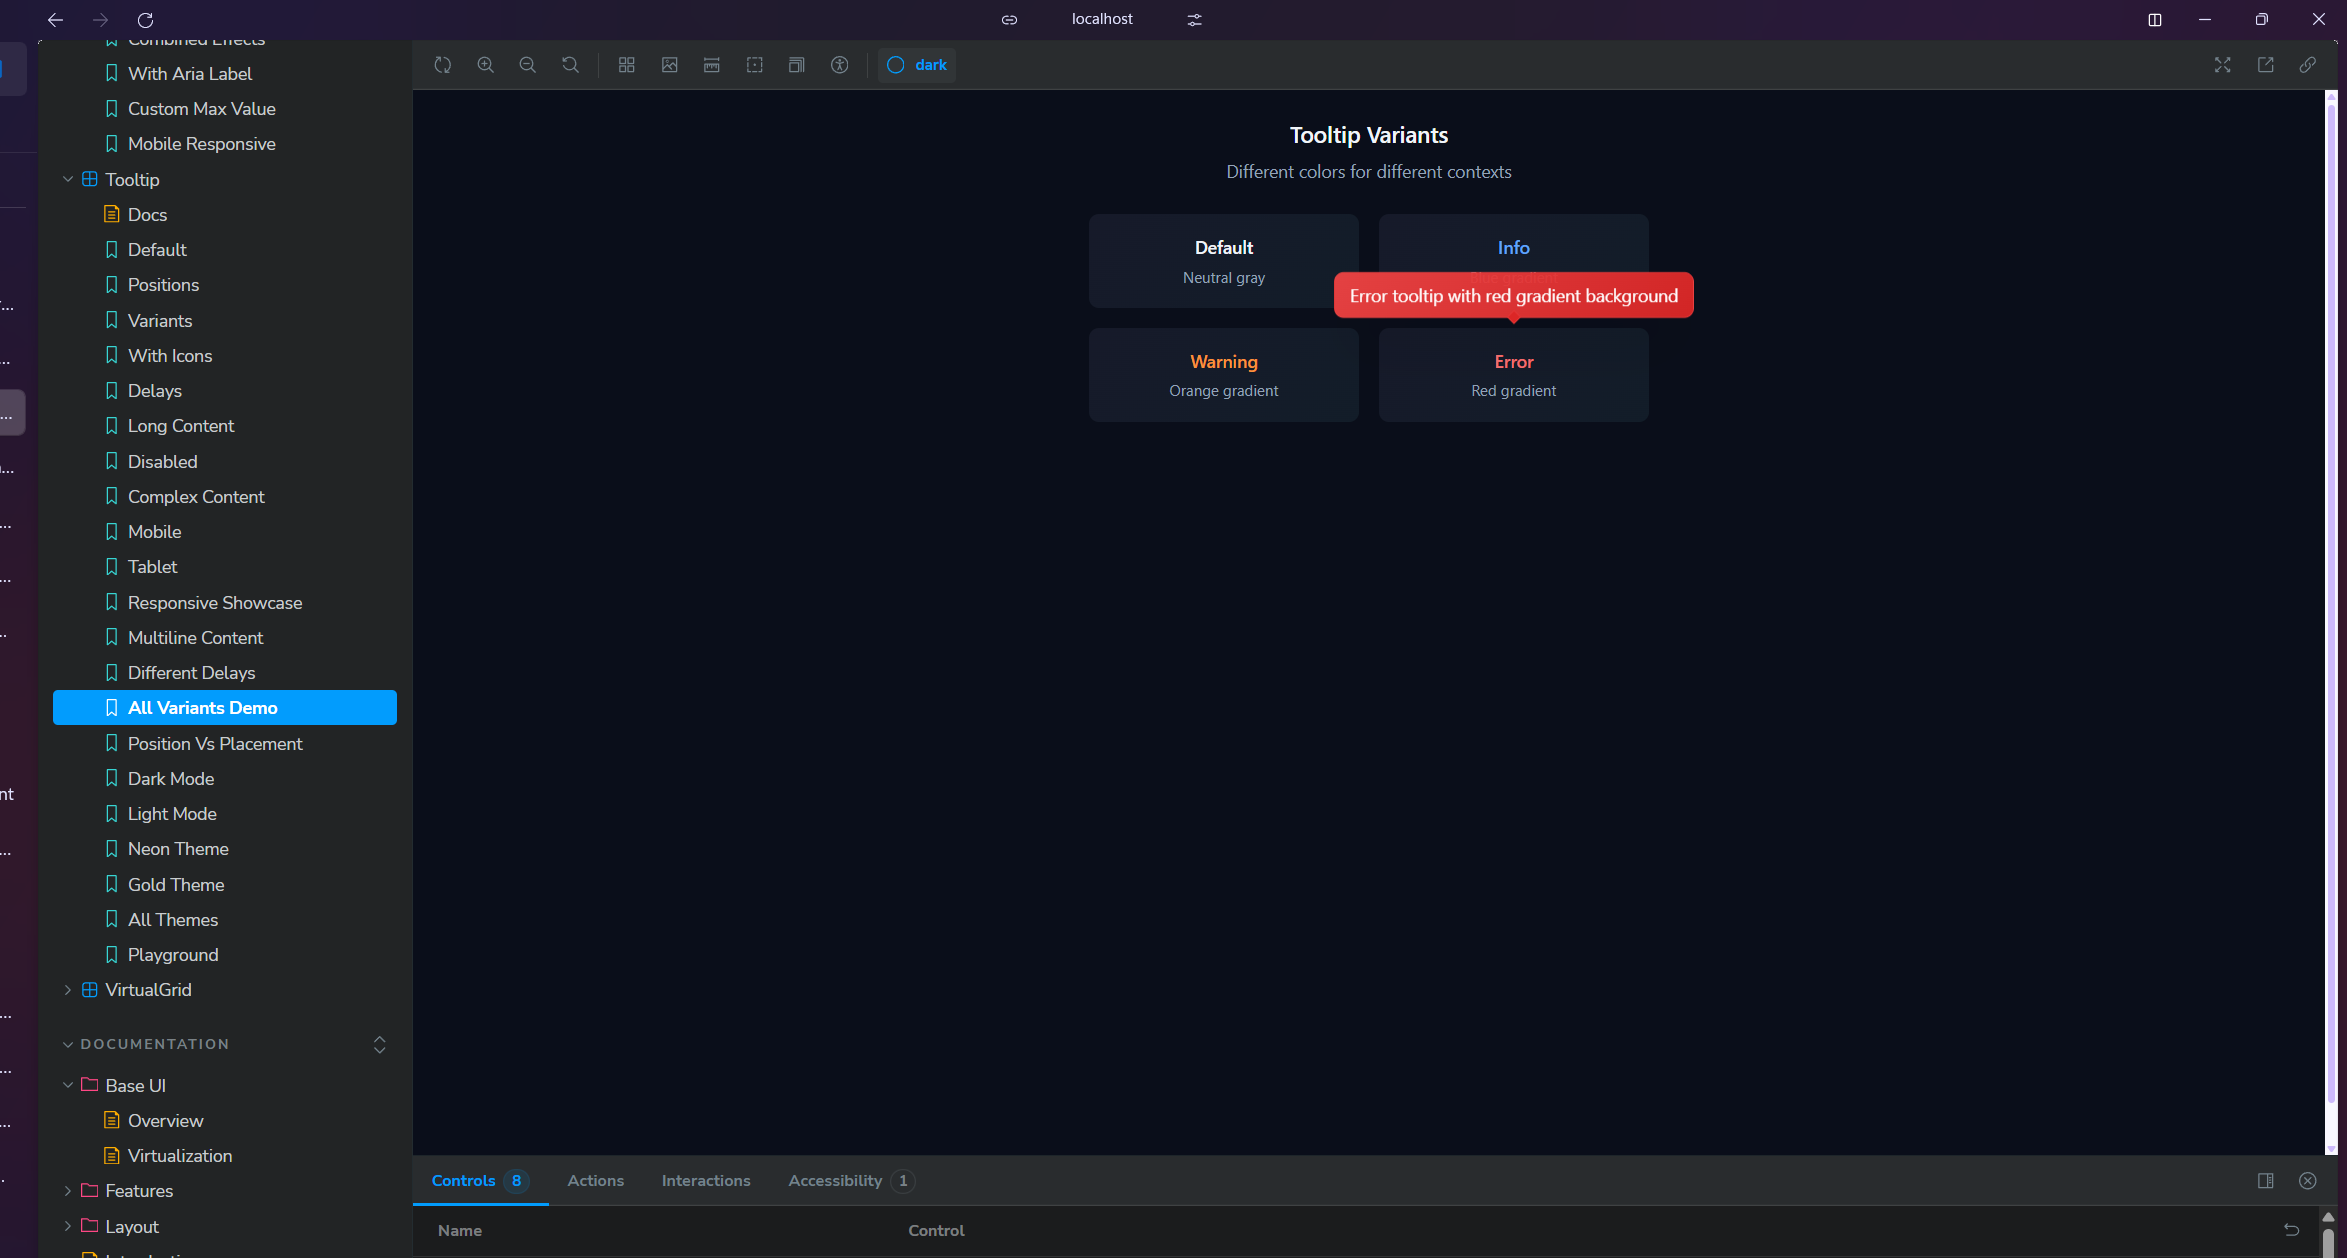 localhost
Combined Effects
With Aria Label
Custom Max Value
Mobile Responsive
Tooltip
Docs
Default
Positions
Variants
With Icons
Delays
Long Content
Disabled
Complex Content
Mobile
Tablet
Responsive Showcase
Multiline Content
Different Delays
All Variants Demo
Position Vs Placement
Dark Mode
Light Mode
Neon Theme
Gold Theme
All Themes
Playground
VirtualGrid
DOCUMENTATION
Base UI
Overview
Virtualization
Features
Layout
nt
dark
Tooltip Variants
Different colors for different contexts
Default
Neutral gray
Info
Error tooltip with red gradient background
Warning
Orange gradient
Error
Red gradient
Controls 8
Actions
Interactions
Accessibility 1
Name
Control